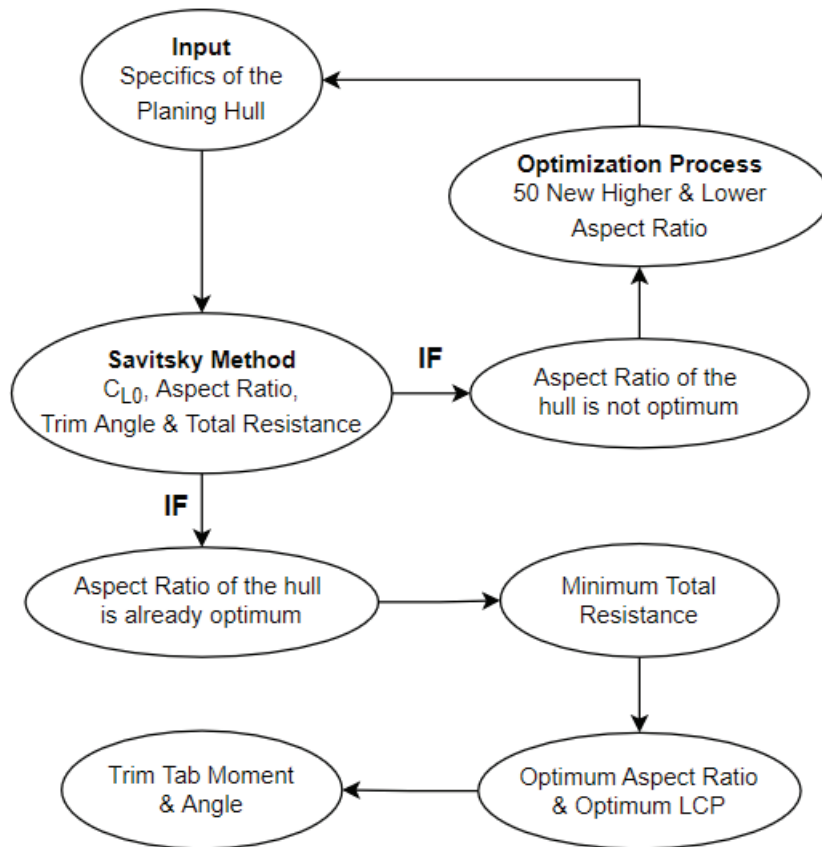 Input
Specifics of the
Planing Hull
Optimization Process
50 New Higher & Lower
Aspect Ratio
Savitsky Method
C_L0, Aspect Ratio,
Trim Angle & Total Resistance
IF
Aspect Ratio of the
hull is not optimum
IF
Aspect Ratio of the hull
is already optimum
Minimum Total
Resistance
Optimum Aspect Ratio
& Optimum LCP
Trim Tab Moment
& Angle